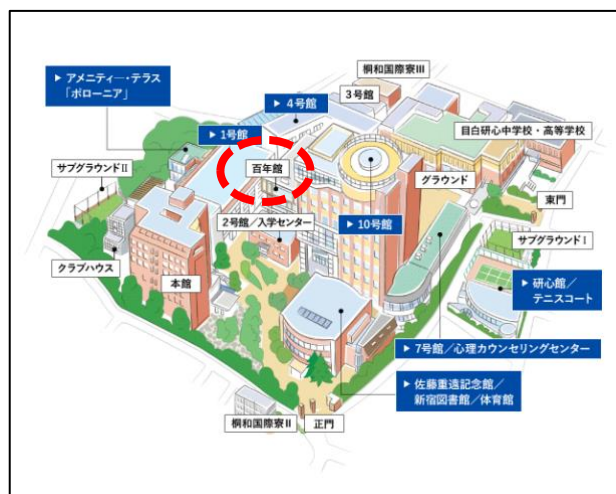 桐和国際寮Ⅲ
▶ アメニティ―・テラス
「ポローニア」
▶ 4号館
3号館
▶ 1号館
目白研心中学校・高等学校
サブグラウンドⅡ
百年館
グラウンド
東門
2号館/入学センター
▶ 10号館
サブグラウンドⅠ
クラブハウス
本館
▶ 研心館/
テニスコート
▶ 7号館/心理カウンセリングセンター
▶ 佐藤重遠記念館/
新宿図書館/体育館
桐和国際寮Ⅱ
正門